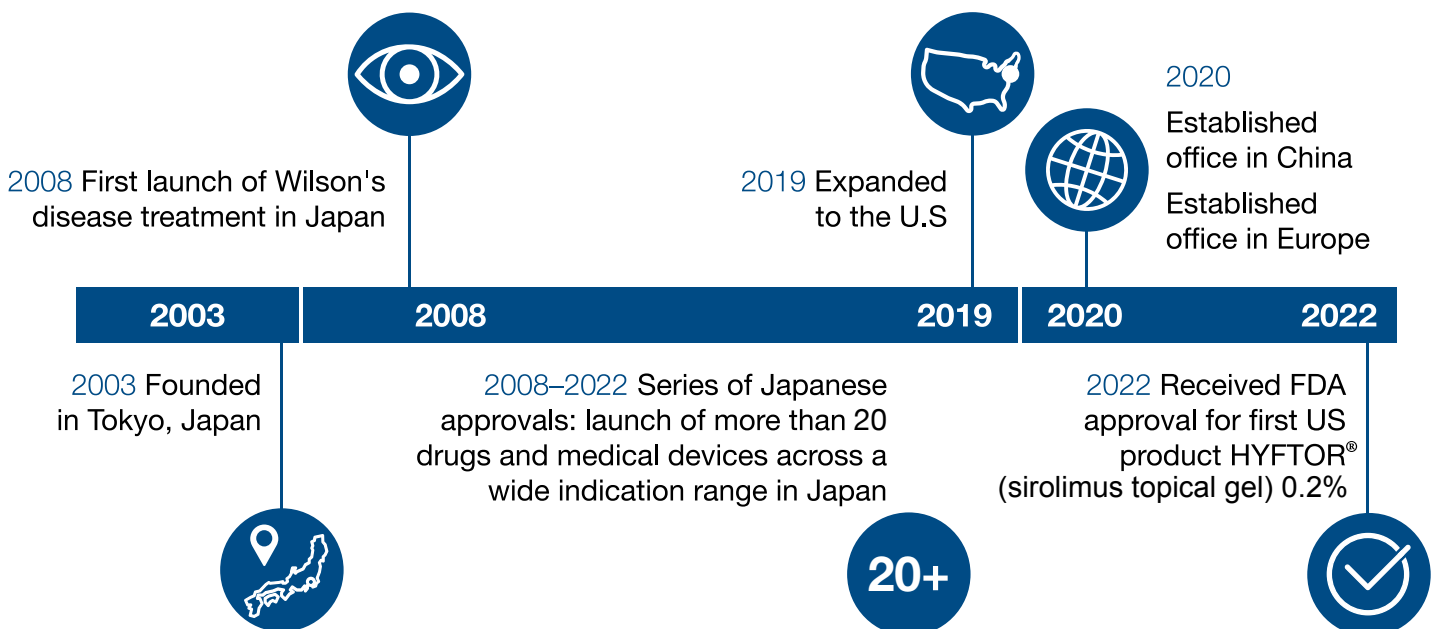 2008 First launch of Wilson's
disease treatment in Japan
2019 Expanded
to the U.S
2020
Established
office in China
Established
office in Europe
2003
2008
2019
2020
2022
2003 Founded
in Tokyo, Japan
2008–2022 Series of Japanese
approvals: launch of more than 20
drugs and medical devices across a
wide indication range in Japan
20+
2022 Received FDA
approval for first US
product HYFTOR®
(sirolimus topical gel) 0.2%